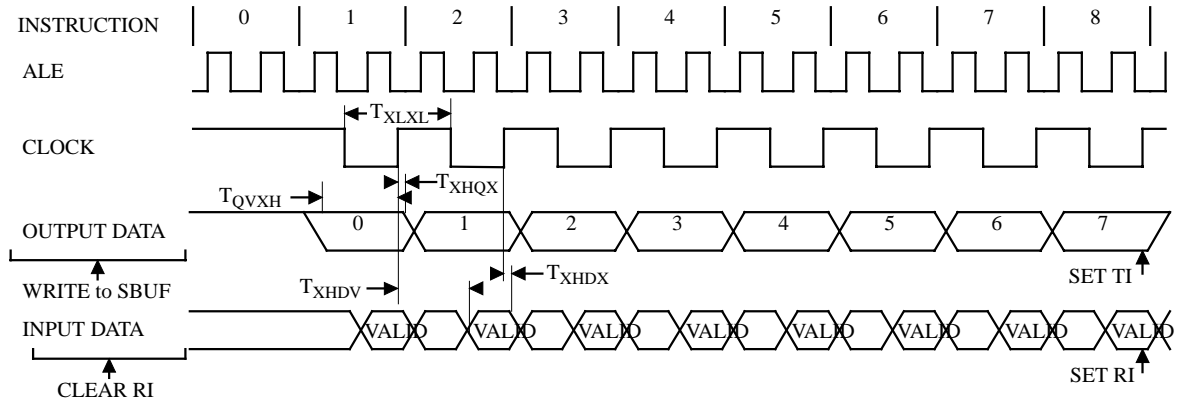 INSTRUCTION 0 1 2 3 4 5 6 7 8
ALE
TXLXL
CLOCK
TXHQX
TQVXH
OUTPUT DATA 0 1 2 3 4 5 6 7
TXHDX
SET TI
TXHDV
WRITE to SBUF
INPUT DATA VALID VALID VALID VALID VALID VALID VALID VALID
SET RI
CLEAR RI